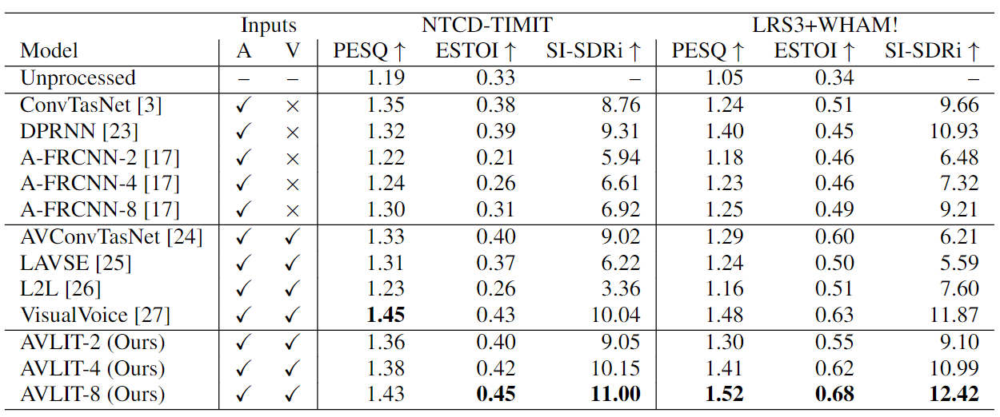 Inputs NTCD-TIMIT LRS3+WHAM!
Model A V PESQ ↑ ESTOI ↑ SI-SDRi ↑ PESQ ↑ ESTOI ↑ SI-SDRi ↑
Unprocessed – – 1.19 0.33 – 1.05 0.34 –
ConvTasNet [3] ✓ × 1.35 0.38 8.76 1.24 0.51 9.66
DPRNN [23] ✓ × 1.32 0.39 9.31 1.40 0.45 10.93
A-FRCNN-2 [17] ✓ × 1.22 0.21 5.94 1.18 0.46 6.48
A-FRCNN-4 [17] ✓ × 1.24 0.26 6.61 1.23 0.46 7.32
A-FRCNN-8 [17] ✓ × 1.30 0.31 6.92 1.25 0.49 9.21
AVConvTasNet [24] ✓ ✓ 1.33 0.40 9.02 1.29 0.60 6.21
LAVSE [25] ✓ ✓ 1.31 0.37 6.22 1.24 0.50 5.59
L2L [26] ✓ ✓ 1.23 0.26 3.36 1.16 0.51 7.60
VisualVoice [27] ✓ ✓ 1.45 0.43 10.04 1.48 0.63 11.87
AVLIT-2 (Ours) ✓ ✓ 1.36 0.40 9.05 1.30 0.55 9.10
AVLIT-4 (Ours) ✓ ✓ 1.38 0.42 10.15 1.41 0.62 10.99
AVLIT-8 (Ours) ✓ ✓ 1.43 0.45 11.00 1.52 0.68 12.42